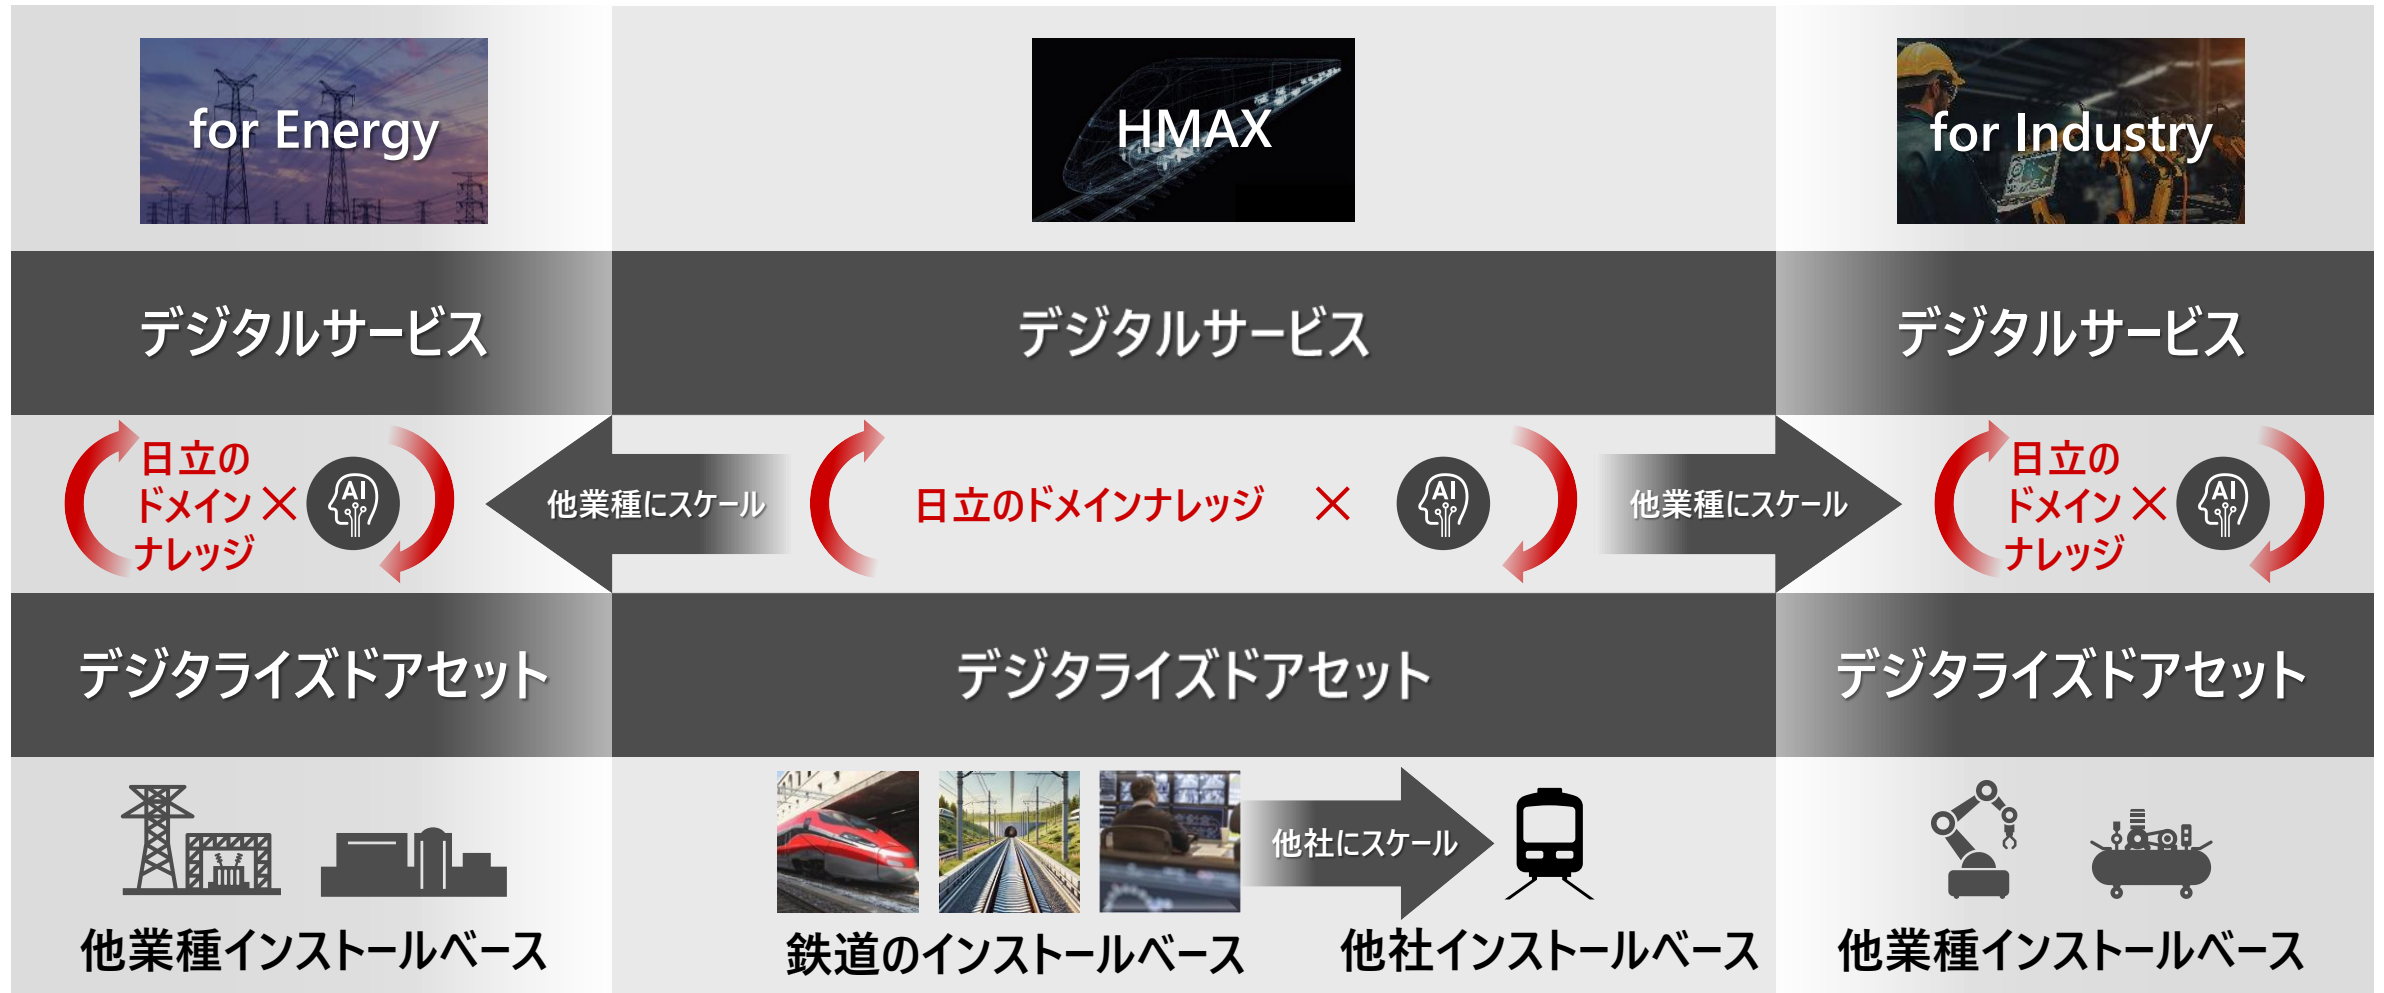 for Energy
HMAX
for Industry
デジタルサービス
デジタルサービス
デジタルサービス
日立の
ドメイン
ナレッジ
×
AI
他業種にスケール
日立のドメインナレッジ ×
AI
他業種にスケール
日立の
ドメイン
ナレッジ
×
AI
デジタライズドアセット
デジタライズドアセット
デジタライズドアセット
他社にスケール
他業種インストールベース
鉄道のインストールベース
他社インストールベース
他業種インストールベース